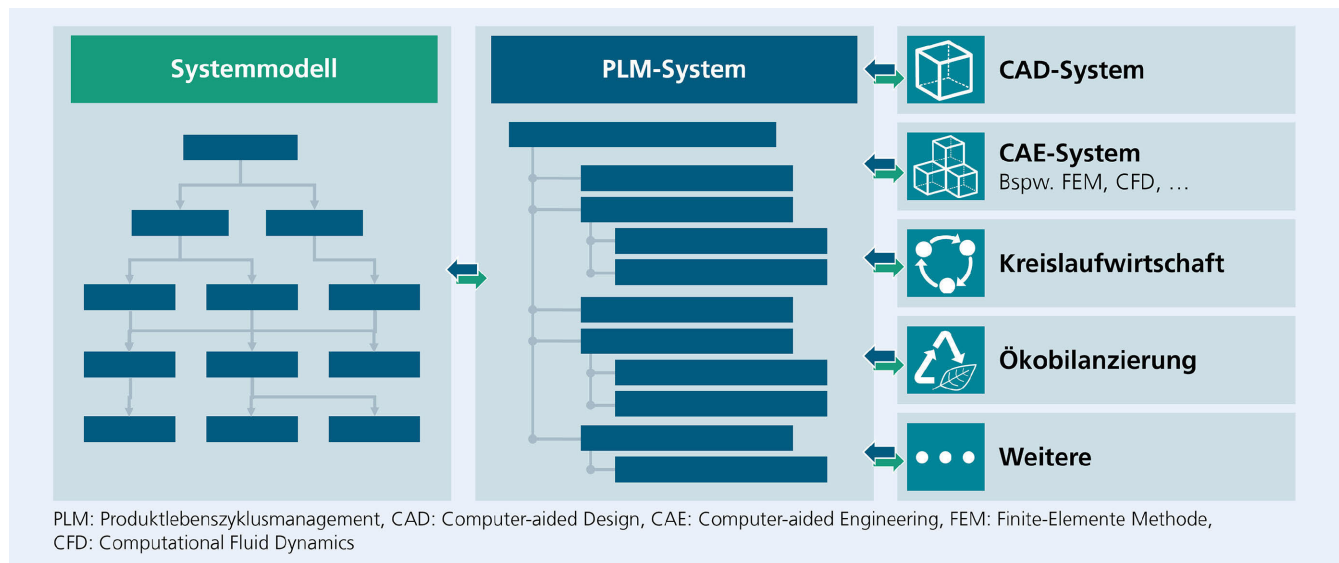 Systemmodell
PLM-System
CAD-System
CAE-System
Bspw. FEM, CFD, ...
Kreislaufwirtschaft
Ökobilanzierung
Weitere
PLM: Produktlebenszyklusmanagement, CAD: Computer-aided Design, CAE: Computer-aided Engineering, FEM: Finite-Elemente Methode,
CFD: Computational Fluid Dynamics